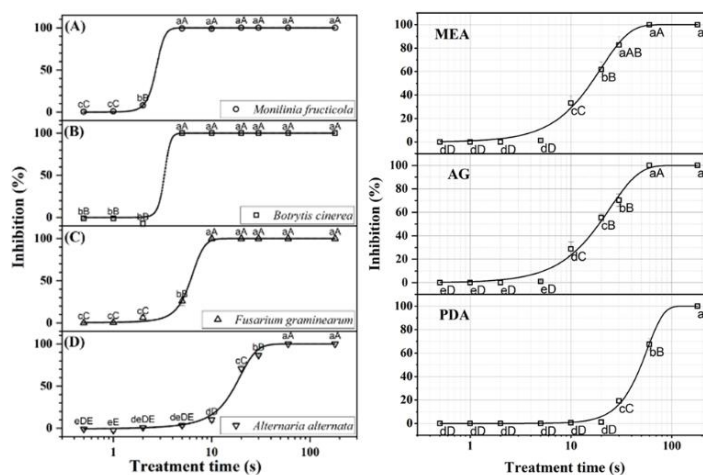 (A)
100
50
0
Monilinia fructicola
cC cC bB aA aA aA aA aA aA
(B)
100
50
0
Botrytis cinerea
bB bB bB aA aA aA aA aA aA
(C)
100
50
0
Fusarium graminearum
cC cC cC bB aA aA aA aA aA
(D)
100
50
0
Alternaria alternata
eDE eE deDE deDE dD cC bB aA aA
Inhibition (%)
1 10 100
Treatment time (s)
MEA
100
80
60
40
20
0
dD dD dD dD cC bB aAB aA a
AG
100
80
60
40
20
0
eD eD eD eD dC cB bB aA a
PDA
100
80
60
40
20
0
dD dD dD dD dD dD cC bB a
Inhibition (%)
1 10 100
Treatment time (s)